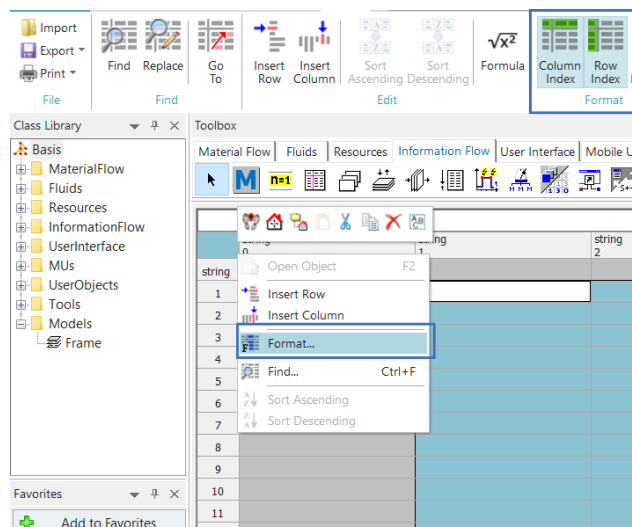 Import
Export
Print
Find
Replace
Go
To
Insert
Row
Insert
Column
Sort
Ascending
Sort
Descending
Formula
Column
Index
Row
Index
File
Find
Edit
Format
Class Library
Toolbox
Basis
MaterialFlow
Fluids
Resources
InformationFlow
UserInterface
MUs
UserObjects
Tools
Models
Frame
Material Flow
Fluids
Resources
Information Flow
User Interface
Mobile U
M
n=1
string
0
string
1
string
2
string
1
2
3
4
5
6
7
8
9
10
11
Open Object F2
Insert Row
Insert Column
Format...
Find... Ctrl+F
Sort Ascending
Sort Descending
Favorites
Add to Favorites